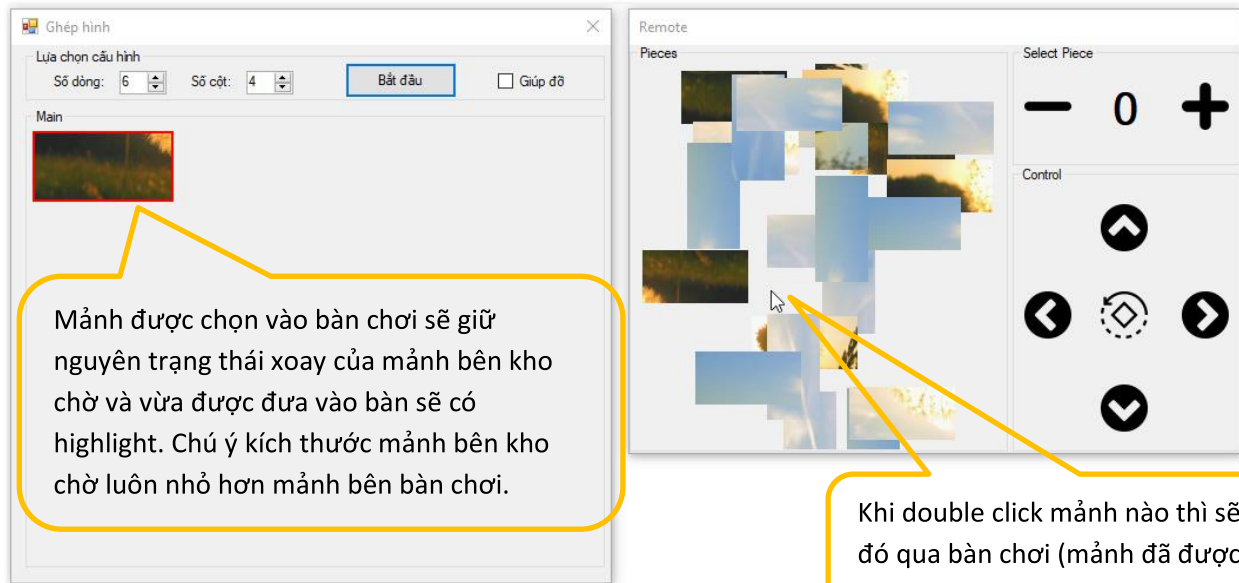 Ghép hình
Lựa chọn cấu hình
Số dòng: 6 Số cột: 4 Bắt đầu Giúp đỡ
Main
Mảnh được chọn vào bàn chơi sẽ giữ
nguyên trạng thái xoay của mảnh bên kho
chờ và vừa được đưa vào bàn sẽ có
highlight. Chú ý kích thước mảnh bên kho
chờ luôn nhỏ hơn mảnh bên bàn chơi.
Remote
Pieces
Select Piece
0
Control
Khi double click mảnh nào thì sẽ
đó qua bàn chơi (mảnh đã được